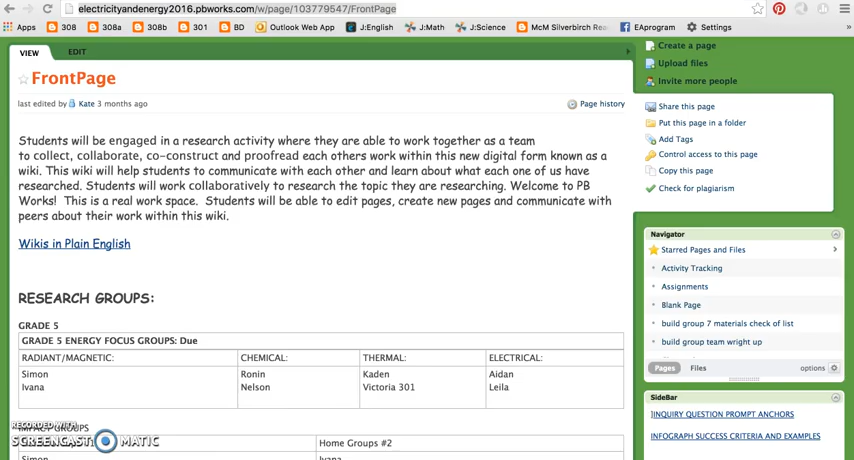 electricityandenergy2016.pbworks.com/w/page/103779547/FrontPage
Apps 308 308a 308b 301 BD Outlook Web App J:English J:Math J:Science McM Silverbirch Re EAprogram Settings »
VIEW EDIT
FrontPage
last edited by Kate 3 months ago
Page history
Students will be engaged in a research activity where they are able to work together as a team
to collect, collaborate, co-construct and proofread each others work within this new digital form known as a
wiki. This wiki will help students to communicate with each other and learn about what each one of us have
researched. Students will work collaboratively to research the topic they are researching. Welcome to PB
Works! This is a real work space. Students will be able to edit pages, create new pages and communicate with
peers about their work within this wiki.
Wikis in Plain English
RESEARCH GROUPS:
GRADE 5
GRADE 5 ENERGY FOCUS GROUPS: Due
RADIANT/MAGNETIC: CHEMICAL: THERMAL: ELECTRICAL:
Simon Ronin Kaden Aidan
Ivana Nelson Victoria 301 Leila
IMPACT GROUPS
Home Groups #2
Simon Ivana
RECORDED WITH
SCREENCAST MATIC
Create a page
Upload files
Invite more people
Share this page
Put this page in a folder
Add Tags
Control access to this page
Copy this page
Check for plagiarism
Navigator
Starred Pages and Files
Activity Tracking
Assignments
Blank Page
build group 7 materials check of list
build group team wright up
Pages Files options
SideBar
]INQUIRY QUESTION PROMPT ANCHORS
INFOGRAPH SUCCESS CRITERIA AND EXAMPLES